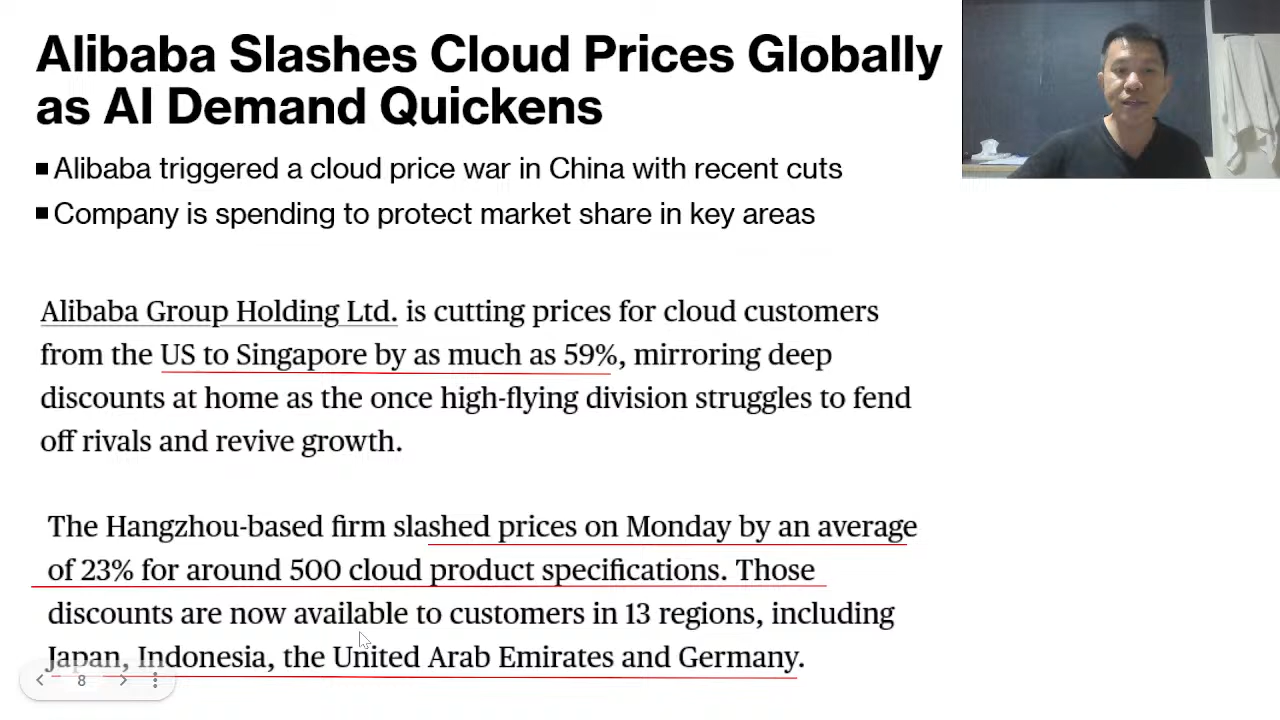 Alibaba Slashes Cloud Prices Globally
as AI Demand Quickens
Alibaba triggered a cloud price war in China with recent cuts
Company is spending to protect market share in key areas
Alibaba Group Holding Ltd. is cutting prices for cloud customers
from the US to Singapore by as much as 59%, mirroring deep
discounts at home as the once high-flying division struggles to fend
off rivals and revive growth.
The Hangzhou-based firm slashed prices on Monday by an average
of 23% for around 500 cloud product specifications. Those
discounts are now available to customers in 13 regions, including
Japan, Indonesia, the United Arab Emirates and Germany.
8